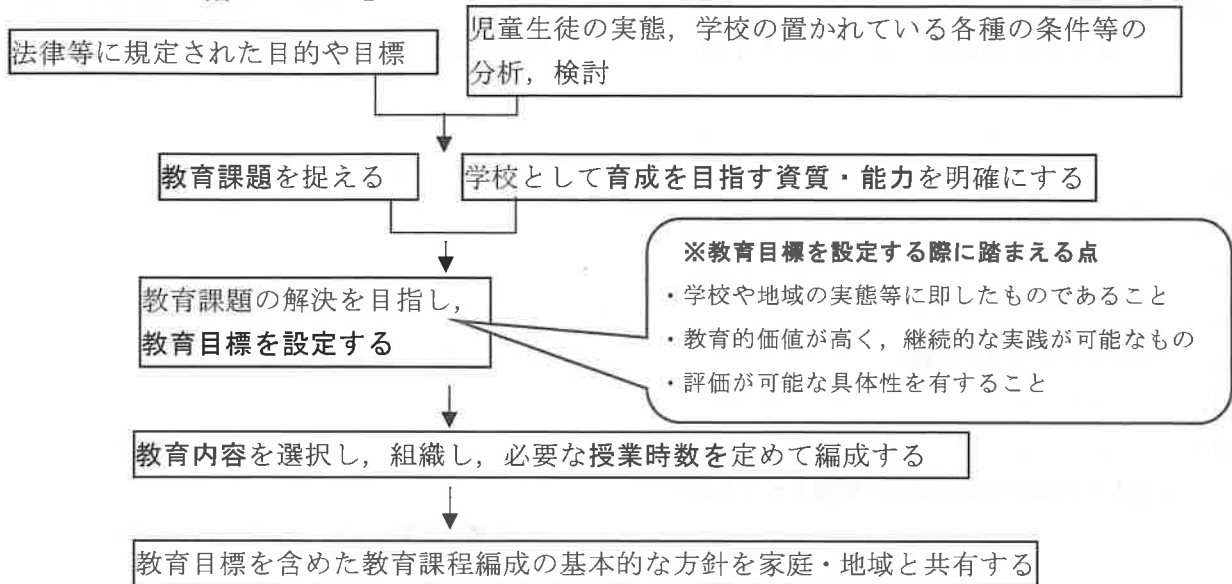 法律等に規定された目的や目標
児童生徒の実態，学校の置かれている各種の条件等の
分析，検討
教育課題を捉える
学校として育成を目指す資質・能力を明確にする
教育課題の解決を目指し，
教育目標を設定する
※教育目標を設定する際に踏まえる点
・学校や地域の実態等に即したものであること
・教育的価値が高く，継続的な実践が可能なもの
・評価が可能な具体性を有すること
教育内容を選択し，組織し，必要な授業時数を定めて編成する
教育目標を含めた教育課程編成の基本的な方針を家庭・地域と共有する